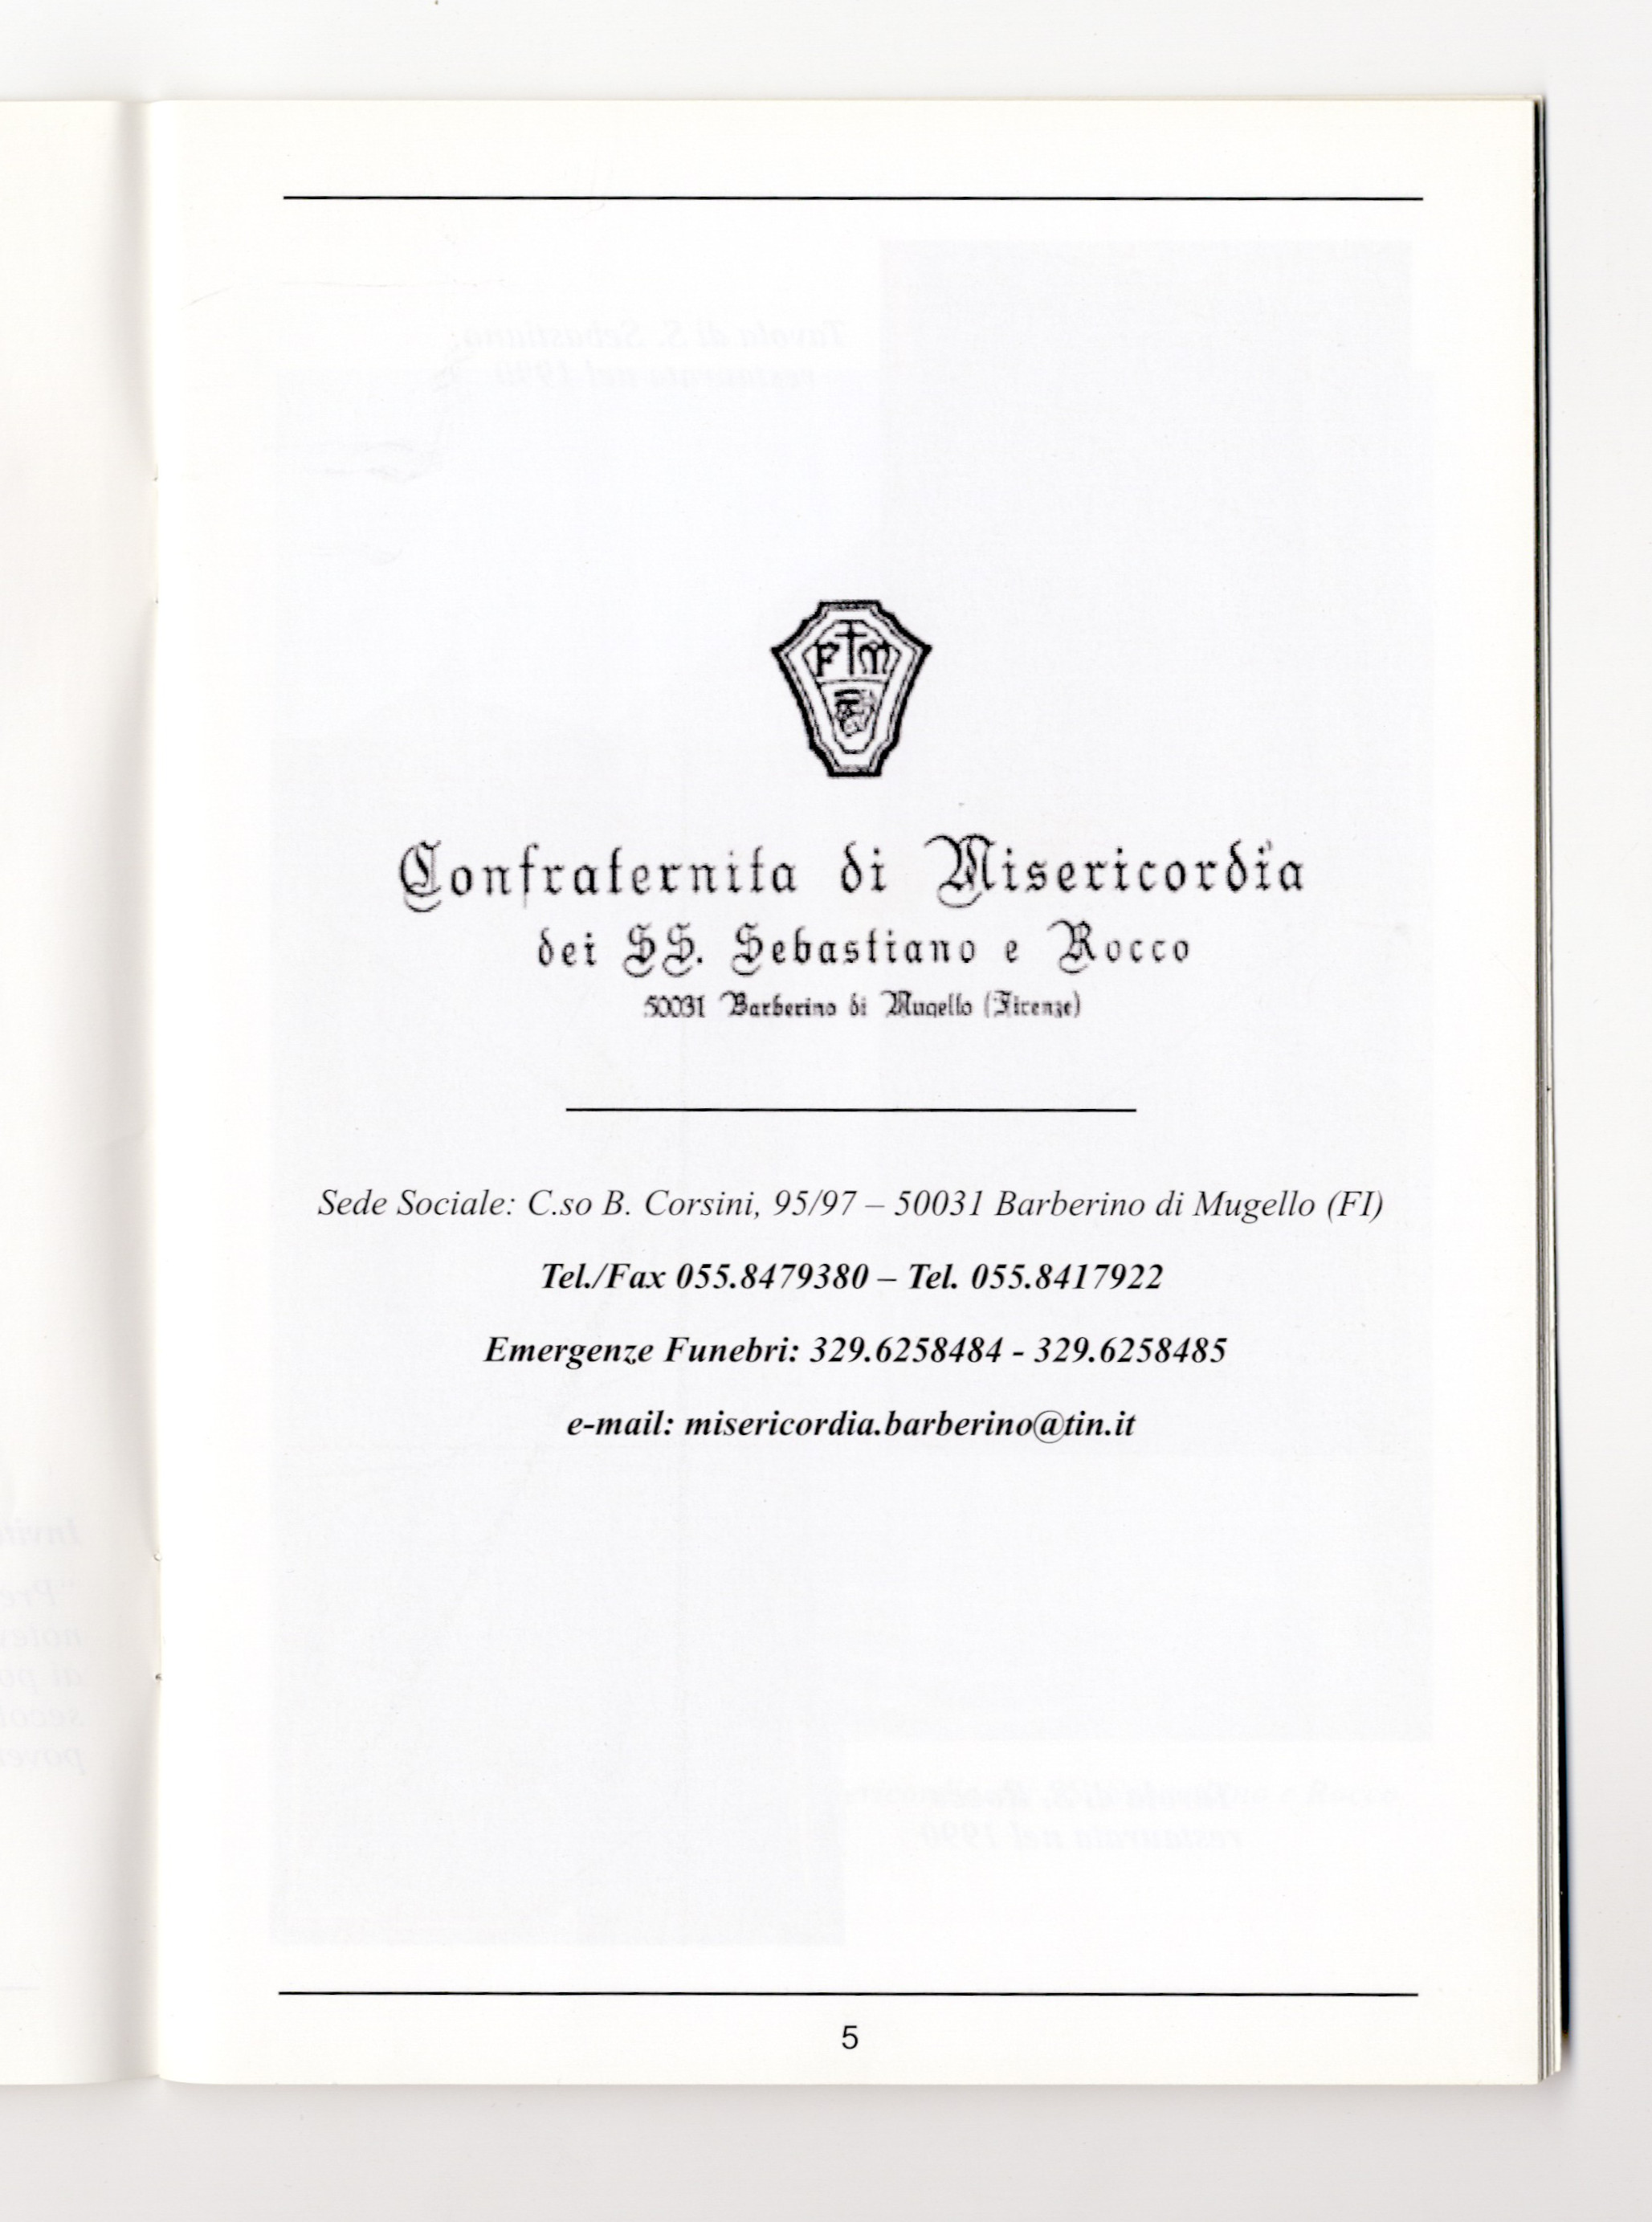 F M
Confraternita di Misericordia
dei SS. Sebastiano e Rocco
50031 Barberino di Mugello (Firenze)
Sede Sociale: C.so B. Corsini, 95/97 – 50031 Barberino di Mugello (FI)
Tel./Fax 055.8479380 – Tel. 055.8417922
Emergenze Funebri: 329.6258484 - 329.6258485
e-mail: misericordia.barberino@tin.it
5